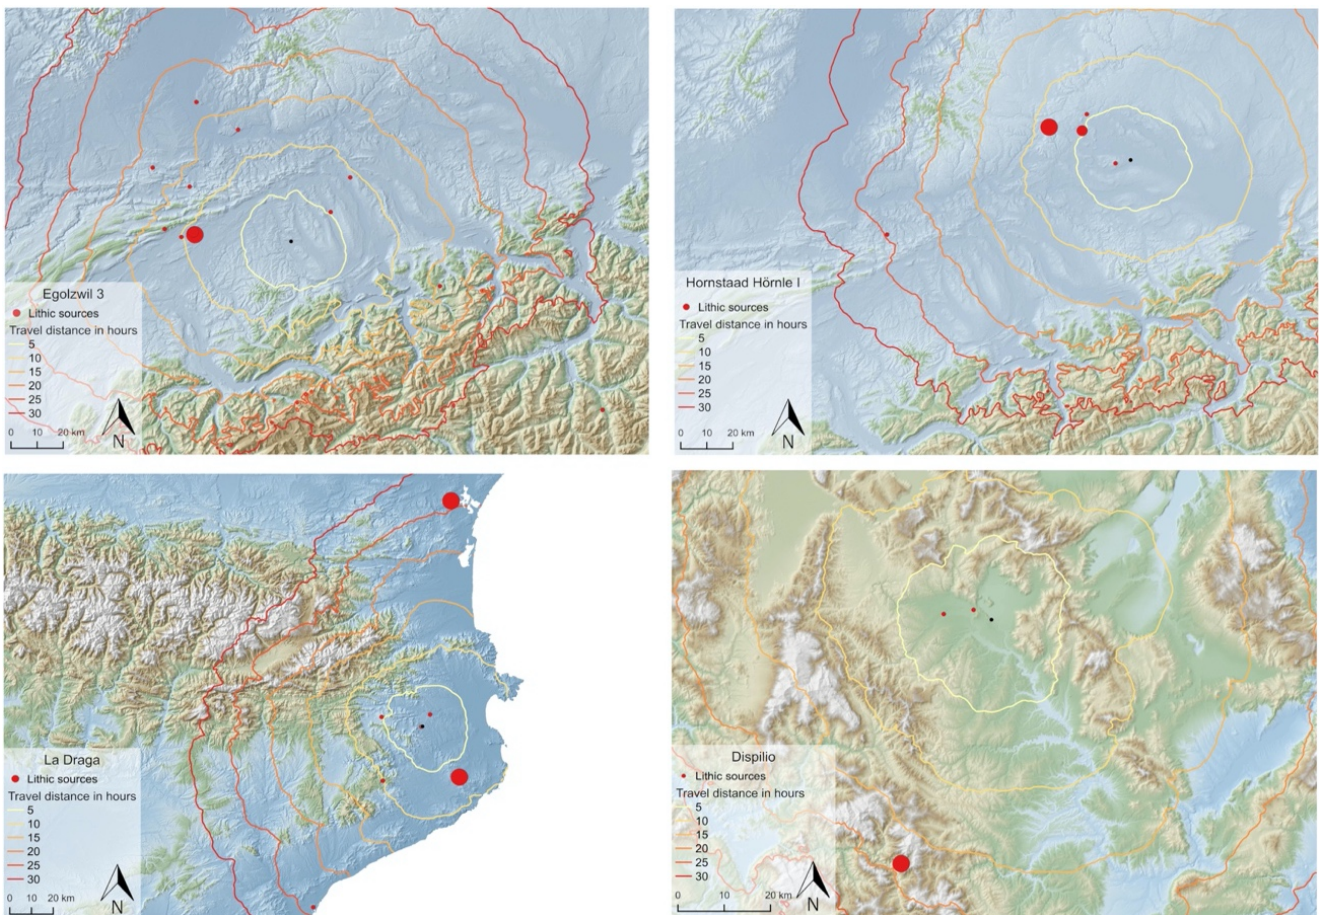 Egolzwil 3
Lithic sources
Travel distance in hours
5
10
15
20
25
30
0 10 20 km
N
Hornstaad Hörnle I
Lithic sources
Travel distance in hours
5
10
15
20
25
30
0 10 20 km
N
La Draga
Lithic sources
Travel distance in hours
5
10
15
20
25
30
0 10 20 km
N
Dispilio
Lithic sources
Travel distance in hours
5
10
15
20
25
30
0 10 20 km
N